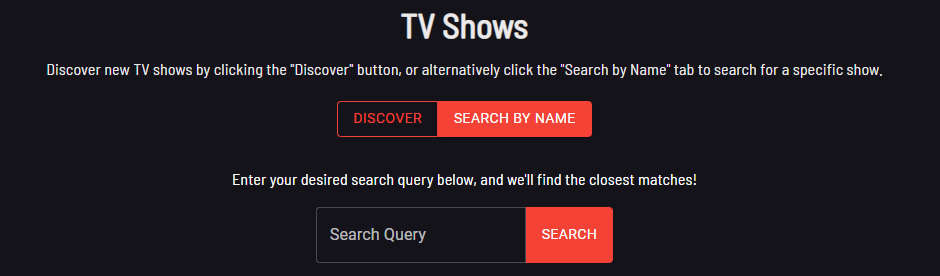 TV Shows
Discover new TV shows by clicking the "Discover" button, or alternatively click the "Search by Name" tab to search for a specific show.
DISCOVER SEARCH BY NAME
Enter your desired search query below, and we'll find the closest matches!
Search Query SEARCH